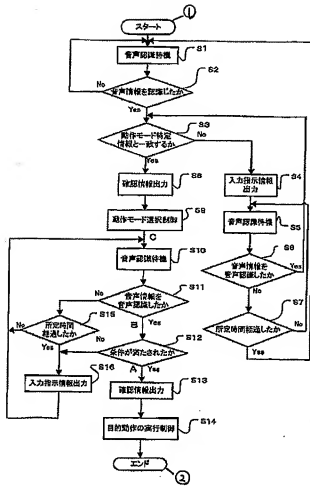 ①
スタート
音声認識待機
S1
S2
音声情報を認識したか
No
Yes
S3
動作モード特定
情報と一致するか
No
Yes
S8
確認情報出力
S4
入力指示情報
出力
S9
動作モード選択制御
音声認識待機
S5
C
S10
音声認識待機
S6
音声情報を
音声認識したか
Yes
No
S11
音声情報を
音声認識したか
No
B
Yes
S7
所定時間経過したか
No
Yes
S15
所定時間
経過したか
No
Yes
S12
条件が満たされたか
No
A
Yes
S16
入力指示情報出力
S13
確認情報出力
S14
目的動作の実行制御
エンド
②